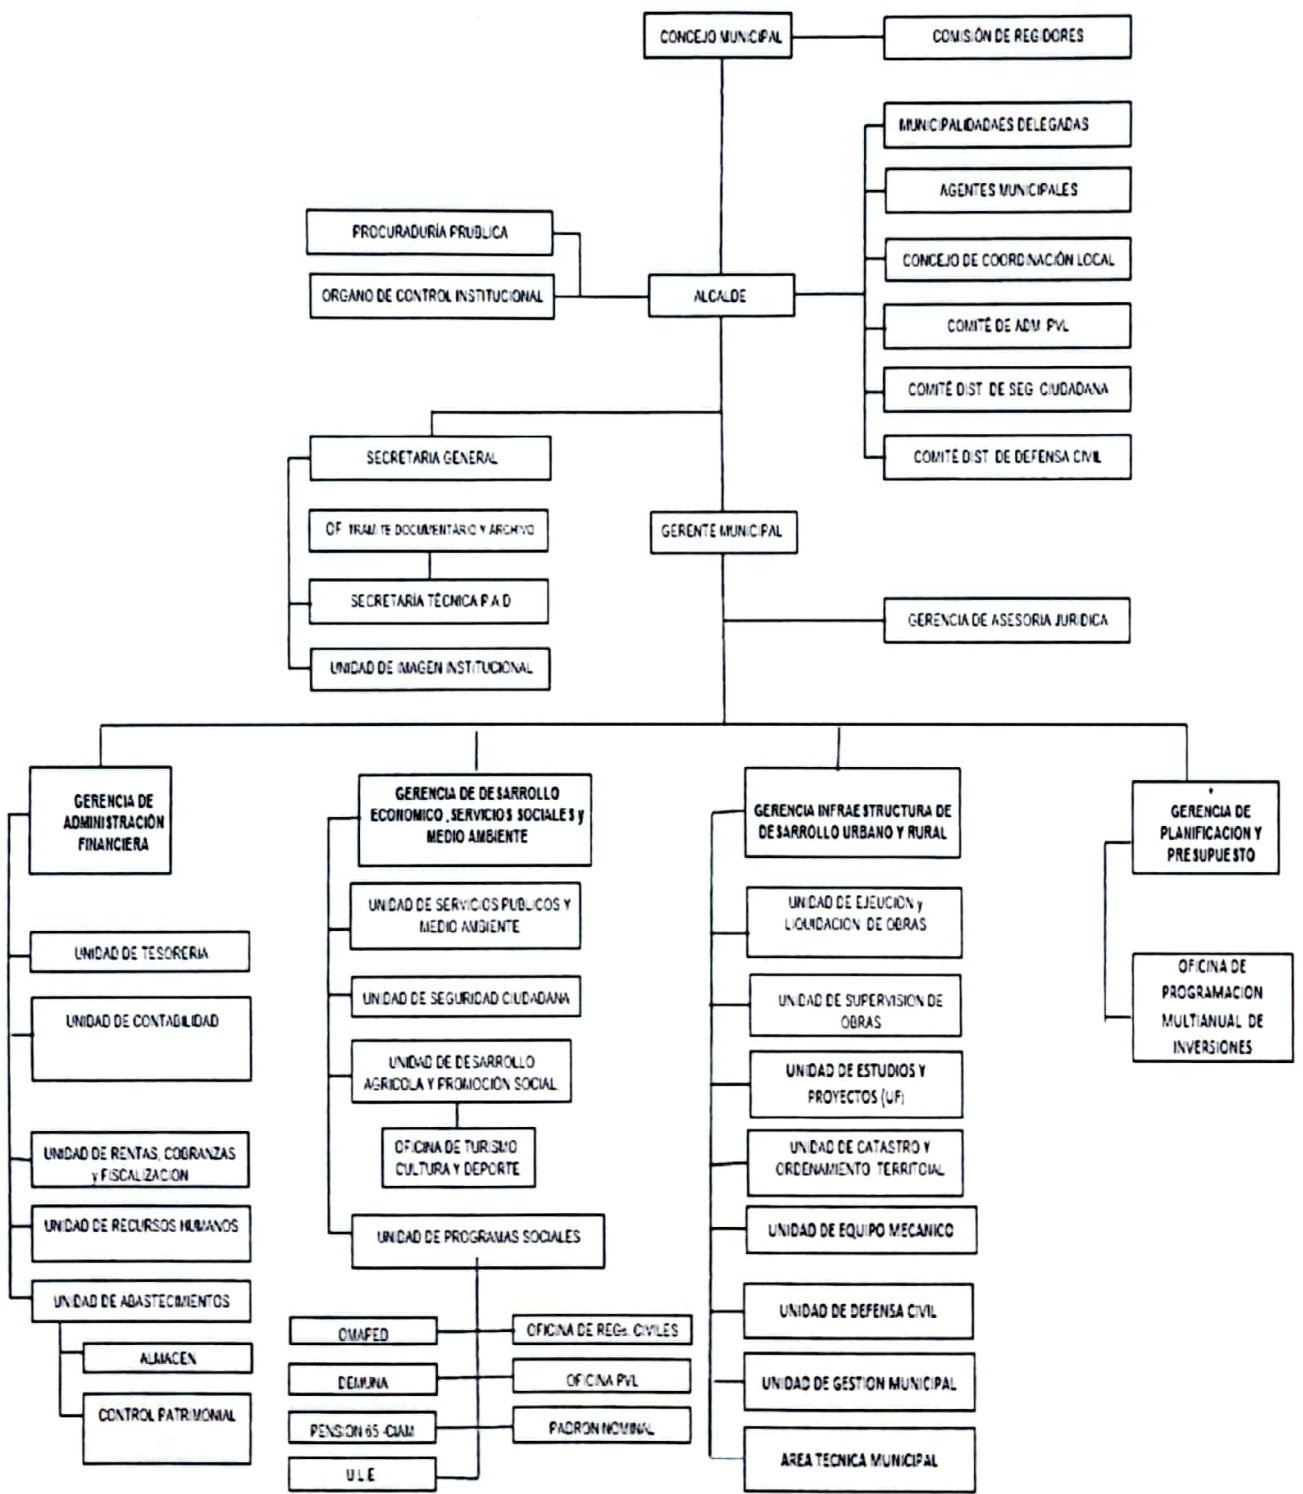 CONCEJO MUNICIPAL
COMISIÓN DE REGIDORES
MUNICIPALIDADAES DELEGADAS
AGENTES MUNICIPALES
PROCURADURÍA PRUBLICA
CONCEJO DE COORDINACIÓN LOCAL
ORGANO DE CONTROL INSTITUCIONAL
ALCALDE
COMITÉ DE ADM. PVL
COMITÉ DIST. DE SEG. CIUDADANA
SECRETARIA GENERAL
COMITÉ DIST. DE DEFENSA CIVIL
OF. TRAMITE DOCUMENTARIO Y ARCHIVO
GERENTE MUNICIPAL
SECRETARÍA TÉCNICA P.A.D
GERENCIA DE ASESORIA JURIDICA
UNIDAD DE IMAGEN INSTITUCIONAL
GERENCIA DE
ADMINISTRACIÓN
FINANCIERA
UNIDAD DE TESORERIA
UNIDAD DE CONTABILIDAD
UNIDAD DE RENTAS, COBRANZAS
y FISCALIZACION
UNIDAD DE RECURSOS HUMANOS
UNIDAD DE ABASTECIMIENTOS
ALMACEN
CONTROL PATRIMONIAL
GERENCIA DE DESARROLLO
ECONOMICO, SERVICIOS SOCIALES y
MEDIO AMBIENTE
UNIDAD DE SERVICIOS PUBLICOS Y
MEDIO AMBIENTE
UNIDAD DE SEGURIDAD CIUDADANA
UNIDAD DE DESARROLLO
AGRICOLA Y PROMOCIÓN SOCIAL
OFICINA DE TURISMO
CULTURA Y DEPORTE
UNIDAD DE PROGRAMAS SOCIALES
OMAPED
OFICINA DE REGs. CIVILES
DEMUNA
OFICINA PVL
PENSION 65 -CIAM
PADRON NOMINAL
U.L.E
GERENCIA INFRAESTRUCTURA DE
DESARROLLO URBANO Y RURAL
UNIDAD DE EJEUCION y
LIQUIDACION DE OBRAS
UNIDAD DE SUPERVISION DE
OBRAS
UNIDAD DE ESTUDIOS Y
PROYECTOS (UF)
UNIDAD DE CATASTRO Y
ORDENAMIENTO TERRITOIAL
UNIDAD DE EQUIPO MECANICO
UNIDAD DE DEFENSA CIVIL
UNIDAD DE GESTION MUNICIPAL
AREA TECNICA MUNICIPAL
GERENCIA DE
PLANIFICACION Y
PRESUPUESTO
OFICINA DE
PROGRAMACION
MULTIANUAL DE
INVERSIONES